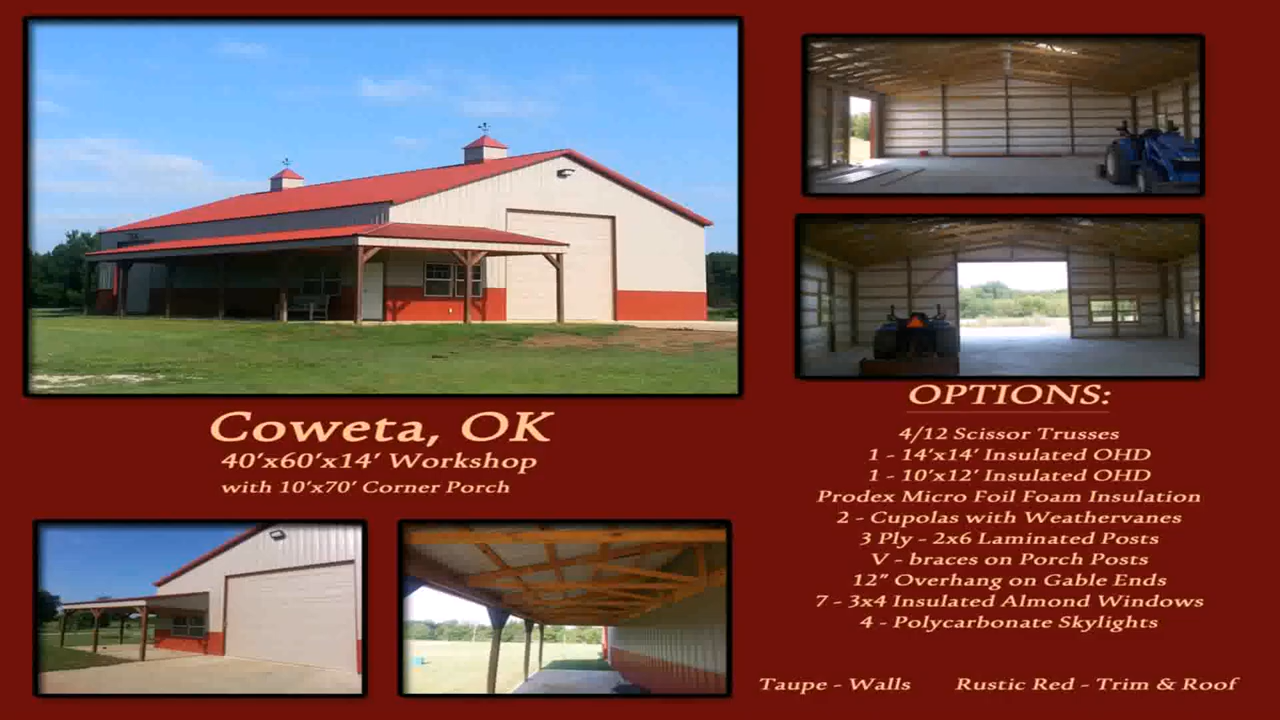 Coweta, OK
40'x60'x14' Workshop
with 10'x70' Corner Porch
OPTIONS:
4/12 Scissor Trusses
1 - 14'x14' Insulated OHD
1 - 10'x12' Insulated OHD
Prodex Micro Foil Foam Insulation
2 - Cupolas with Weathervanes
3 Ply - 2x6 Laminated Posts
V - braces on Porch Posts
12" Overhang on Gable Ends
7 - 3x4 Insulated Almond Windows
4 - Polycarbonate Skylights
Taupe - Walls Rustic Red - Trim & Roof